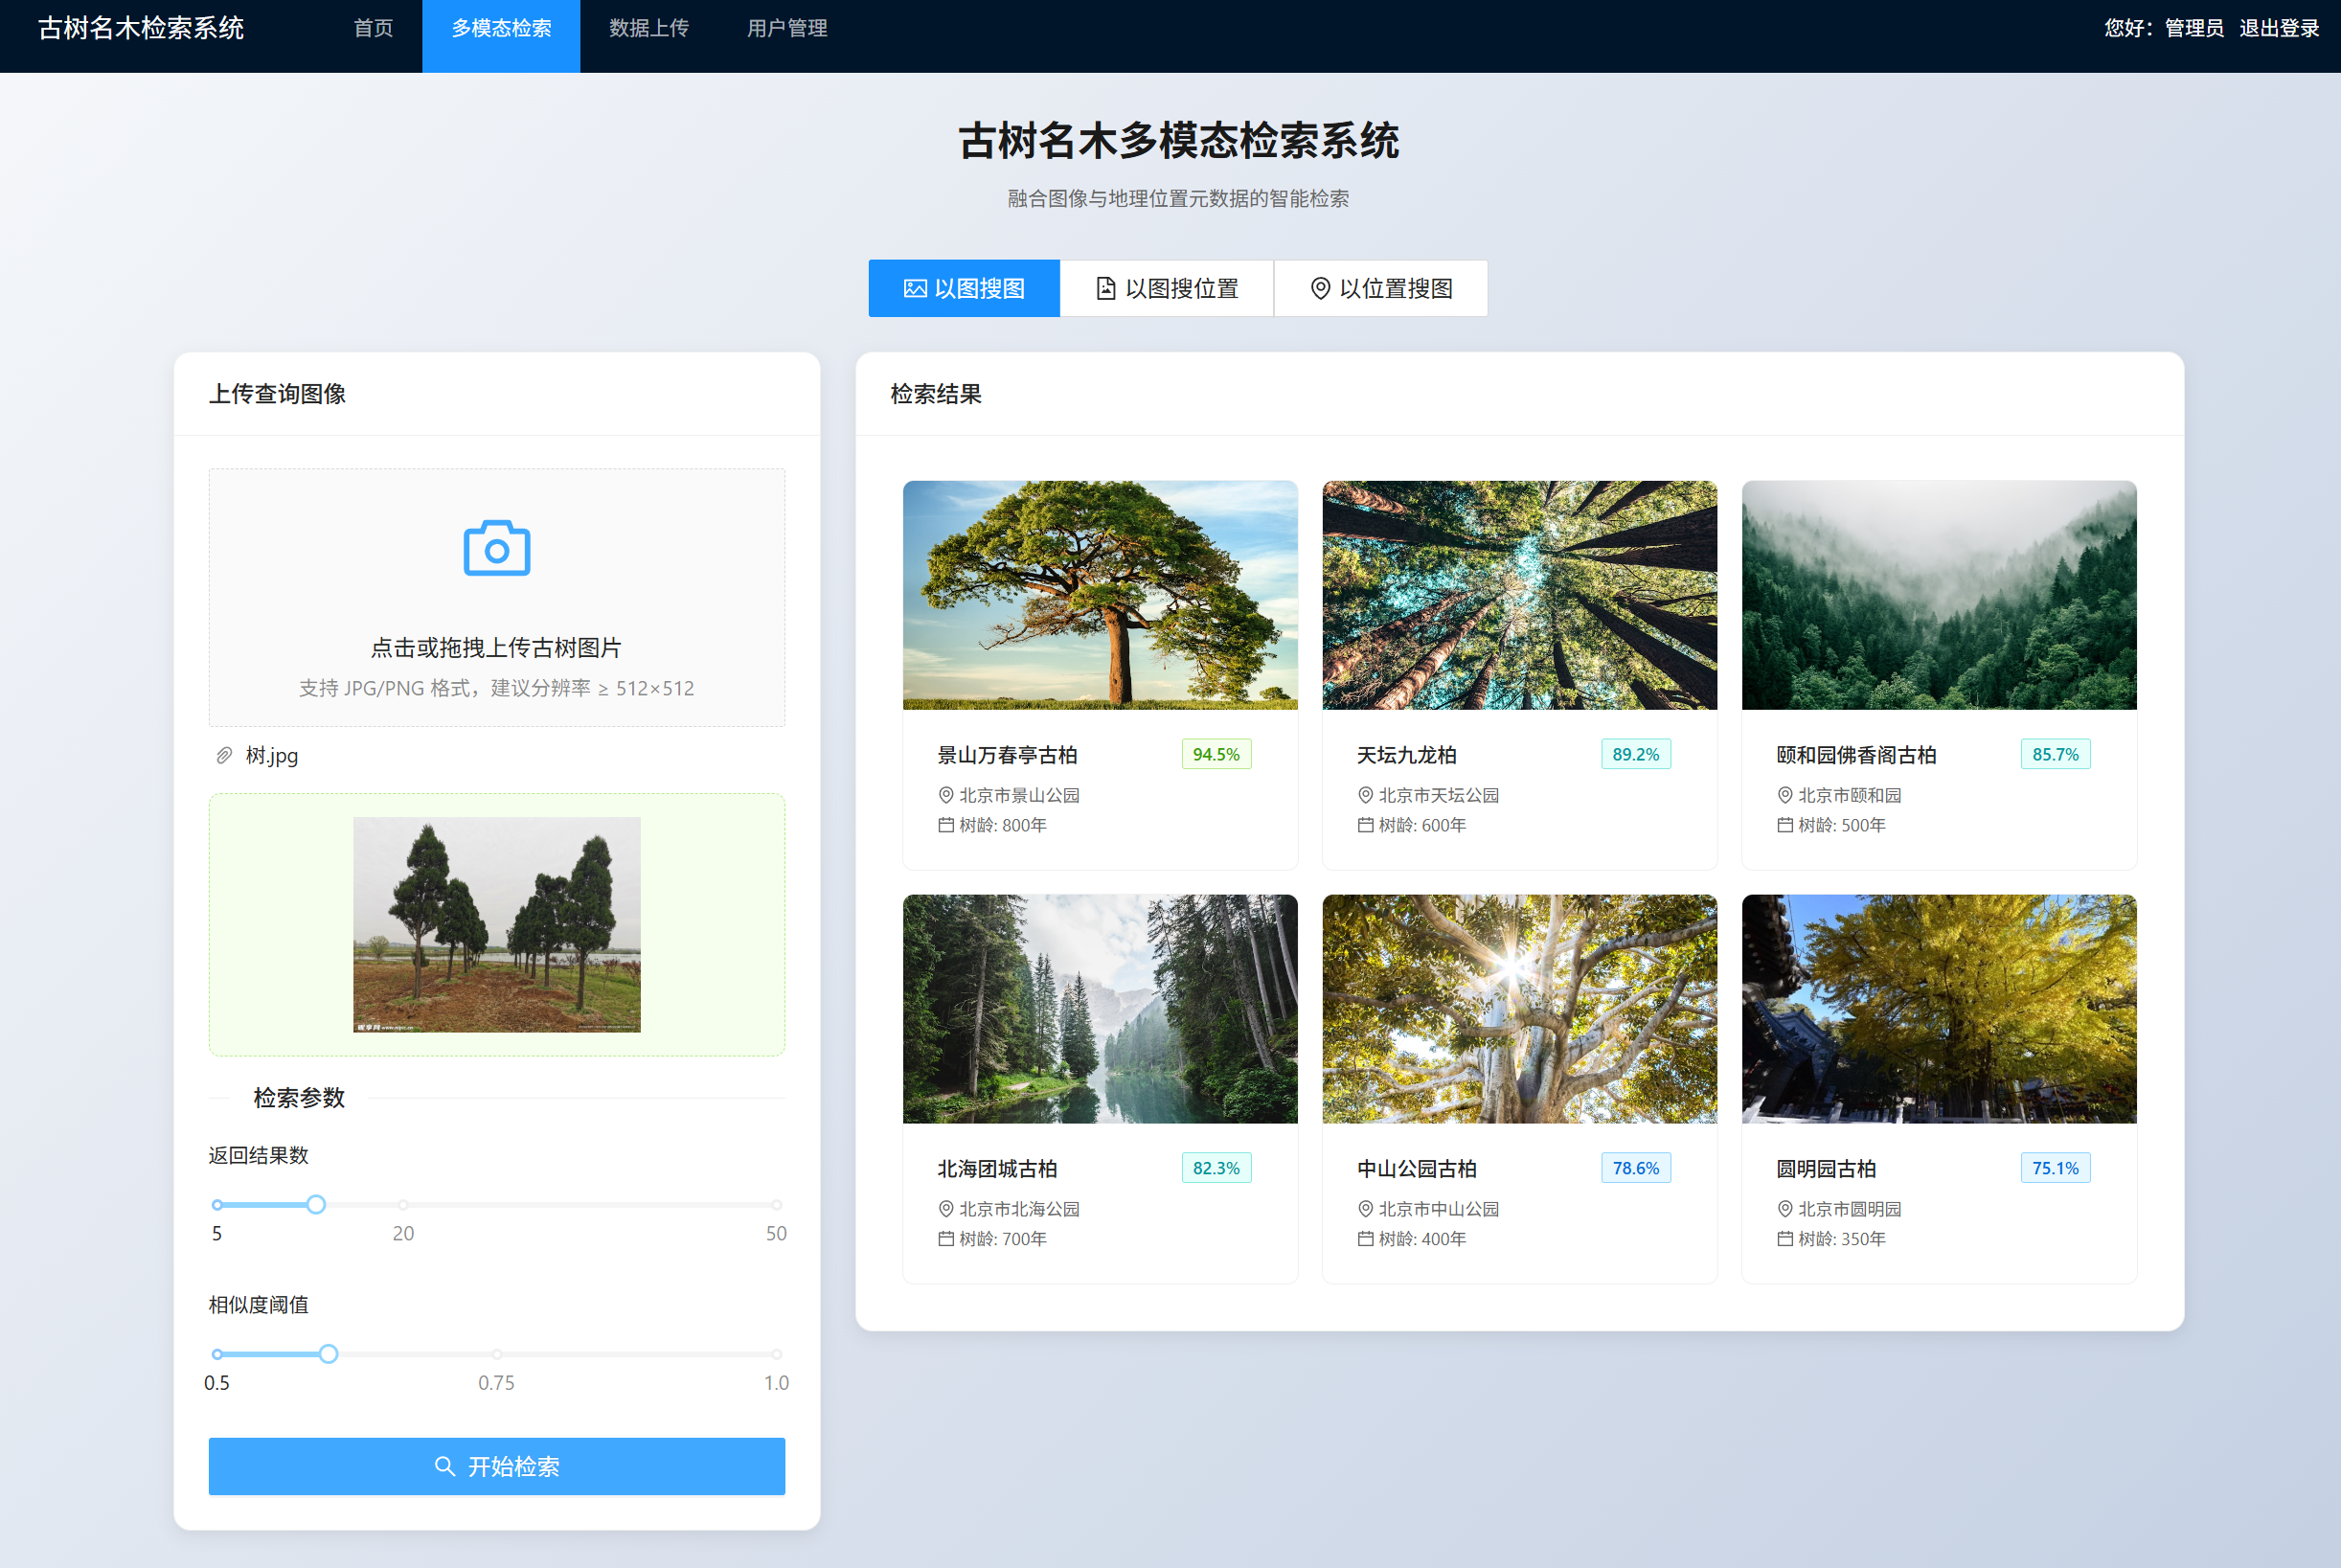 古树名木检索系统
首页
多模态检索
数据上传
用户管理
您好：管理员
退出登录
古树名木多模态检索系统
融合图像与地理位置元数据的智能检索
以图搜图
以图搜位置
以位置搜图
上传查询图像
点击或拖拽上传古树图片
支持 JPG/PNG 格式，建议分辨率 ≥ 512×512
树.jpg
检索参数
返回结果数
5
20
50
相似度阈值
0.5
0.75
1.0
开始检索
检索结果
景山万春亭古柏
94.5%
北京市景山公园
树龄: 800年
天坛九龙柏
89.2%
北京市天坛公园
树龄: 600年
颐和园佛香阁古柏
85.7%
北京市颐和园
树龄: 500年
北海团城古柏
82.3%
北京市北海公园
树龄: 700年
中山公园古柏
78.6%
北京市中山公园
树龄: 400年
圆明园古柏
75.1%
北京市圆明园
树龄: 350年